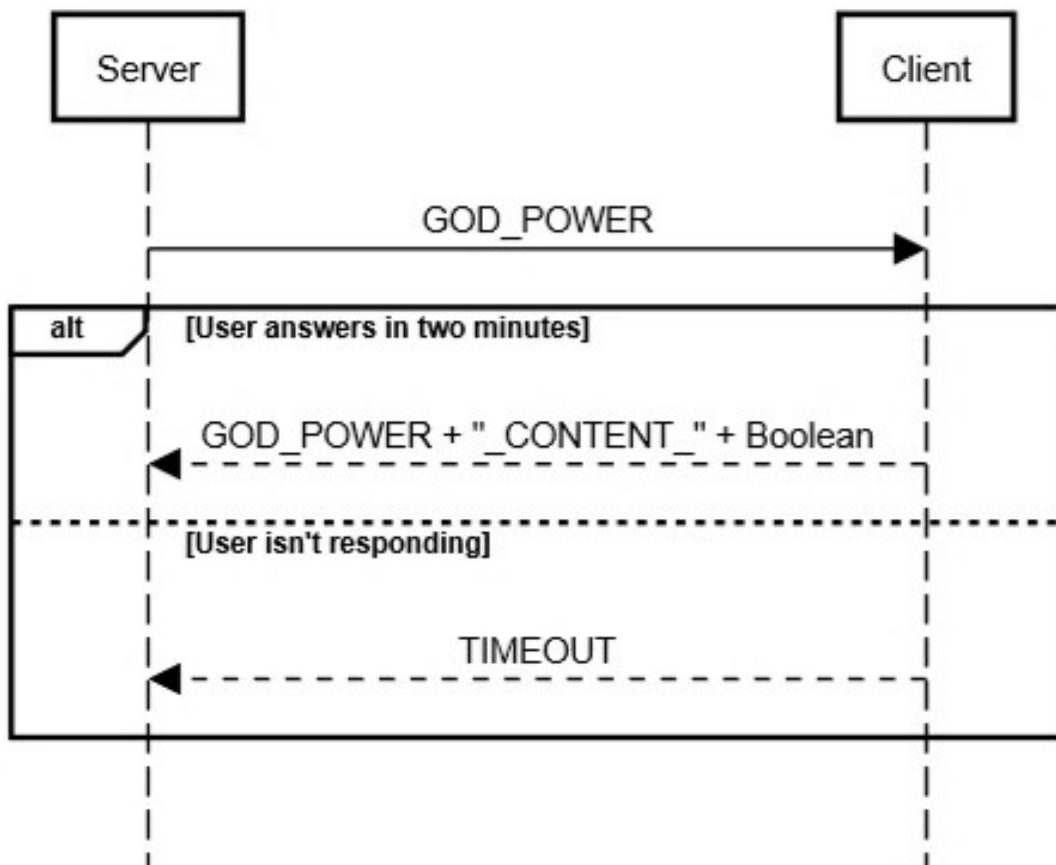 Server
Client
GOD_POWER
alt
[User answers in two minutes]
GOD_POWER + "_CONTENT_" + Boolean
[User isn't responding]
TIMEOUT